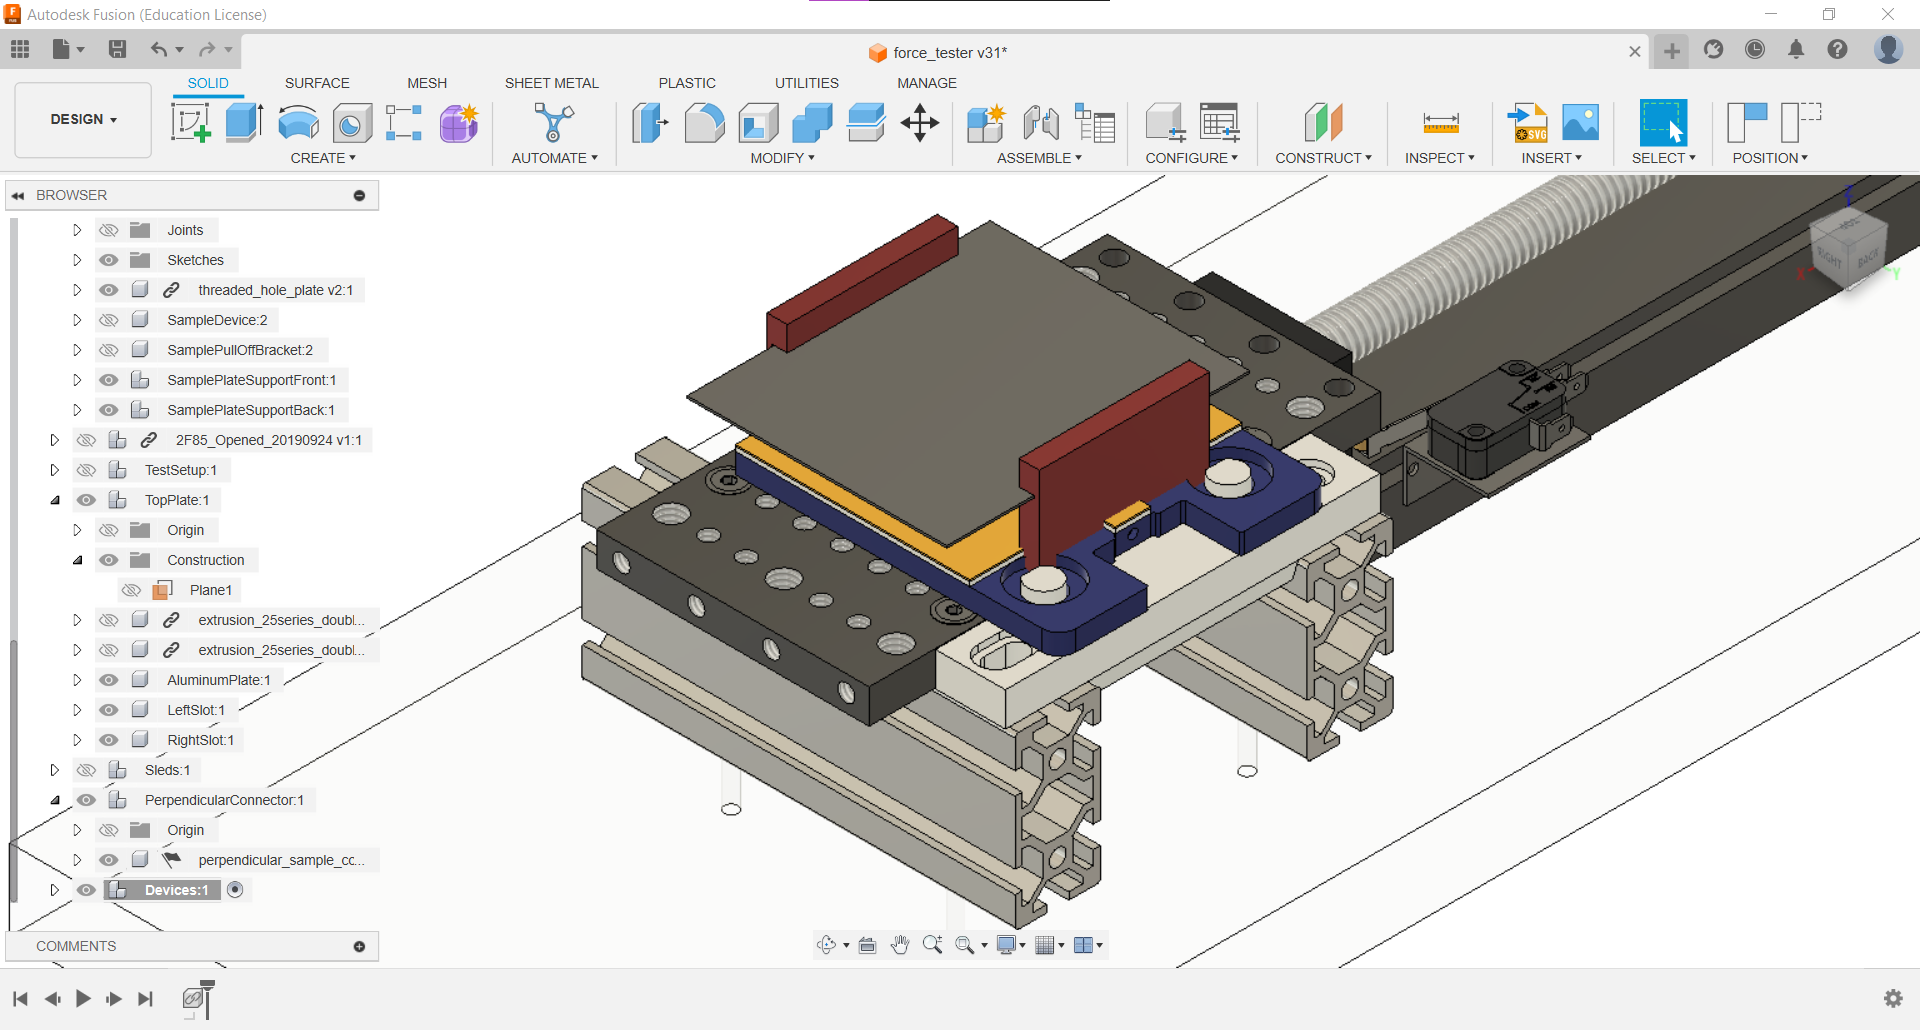 Autodesk Fusion (Education License)
force_tester v31*
DESIGN
SOLID
SURFACE
MESH
SHEET METAL
PLASTIC
UTILITIES
MANAGE
CREATE
AUTOMATE
MODIFY
ASSEMBLE
CONFIGURE
CONSTRUCT
INSPECT
SVG
INSERT
SELECT
POSITION
BROWSER
Joints
Sketches
threaded_hole_plate v2:1
SampleDevice:2
SamplePullOffBracket:2
SamplePlateSupportFront:1
SamplePlateSupportBack:1
2F85_Opened_20190924 v1:1
TestSetup:1
TopPlate:1
Origin
Construction
Plane1
extrusion_25series_doubl...
extrusion_25series_doubl...
AluminumPlate:1
LeftSlot:1
RightSlot:1
Sleds:1
PerpendicularConnector:1
Origin
perpendicular_sample_cc...
Devices:1
COMMENTS
Z
TOP
RIGHT
BACK
X
Y